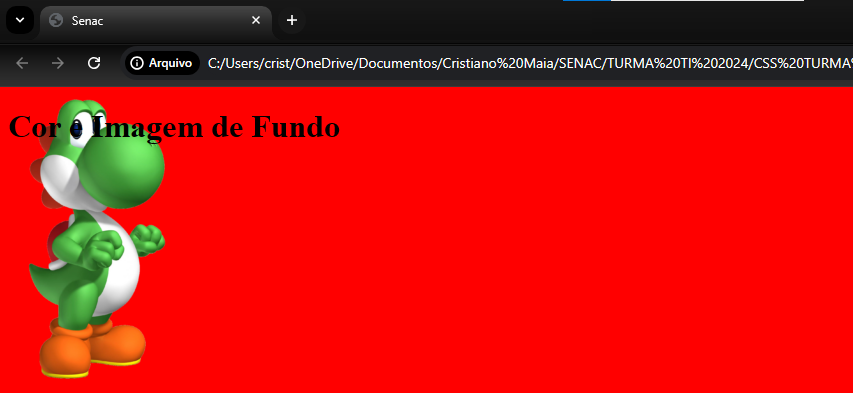 Senac
Arquivo C:/Users/crist/OneDrive/Documentos/Cristiano%20Maia/SENAC/TURMA%20TI%202024/CSS%20TURMA%
Cor e Imagem de Fundo